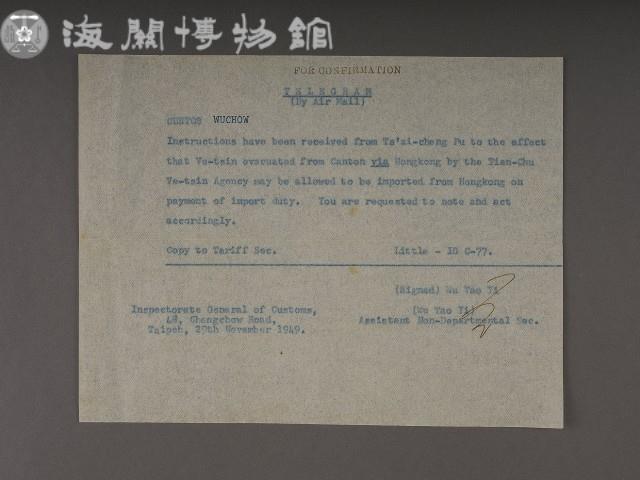 海關博物館
FOR CONFIRMATION
TELEGRAM
(By Air Mail)
CUSTOS WUCHOW
Instructions have been received from Ts'ai-cheng Pu to the effect
that Ve-tsin evacuated from Canton via Hongkong by the Tian-Chu
Ve-tsin Agency may be allowed to be imported from Hongkong on
payment of import duty. You are requested to note and act
accordingly.
Copy to Tariff Sec. Little - IG C-77.
(Signed) Wu Yao Yi
(Wu Yao Yi)
Assistant Non-Departmental Sec.
Inspectorate General of Customs,
Changchow Road,
Taipeh, 29th November 1949.